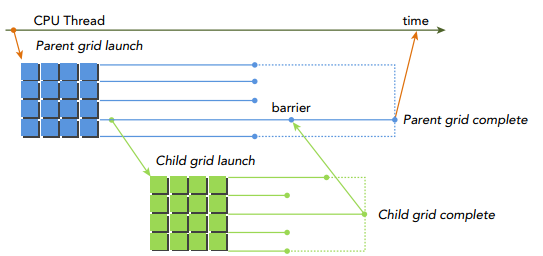 CPU Thread
time
Parent grid launch
barrier
Parent grid complete
Child grid launch
Child grid complete